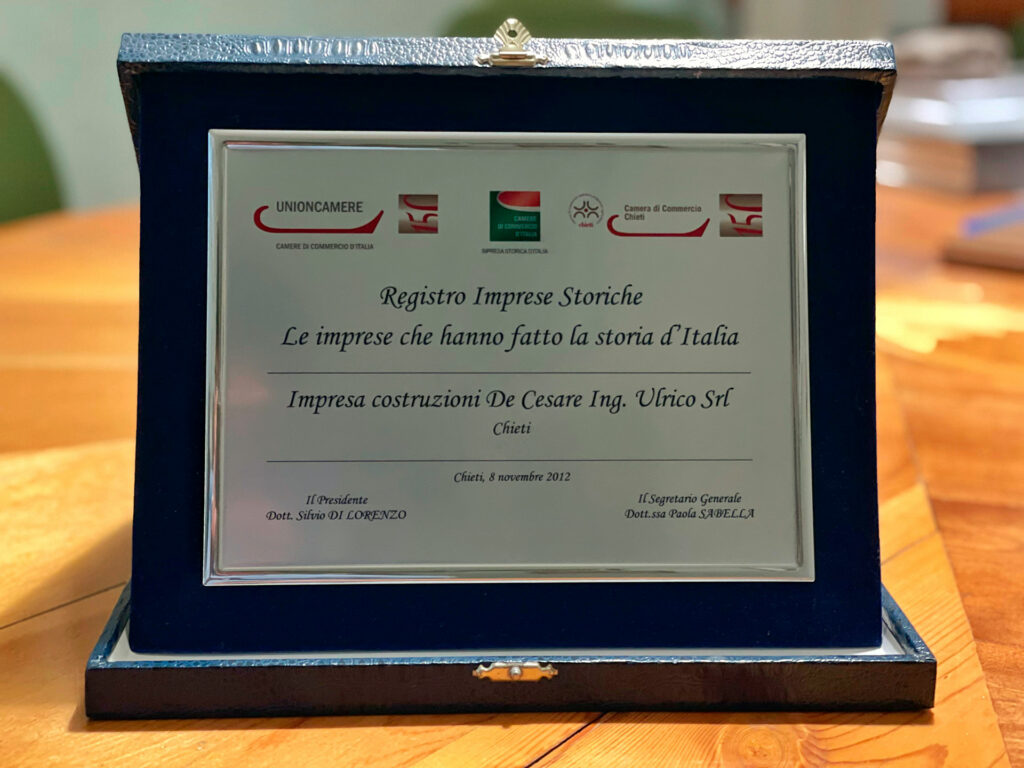 UNIONCAMERE
CAMERE DI COMMERCIO D'ITALIA
150
CAMERE
DI COMMERCIO
D'ITALIA
IMPRESA STORICA D'ITALIA
chieti
Camera di Commercio
Chieti
150
Registro Imprese Storiche
Le imprese che hanno fatto la storia d'Italia
Impresa costruzioni De Cesare Ing. Ulrico Srl
Chieti
Chieti, 8 novembre 2012
Il Presidente
Dott. Silvio DI LORENZO
Il Segretario Generale
Dott.ssa Paola SABELLA